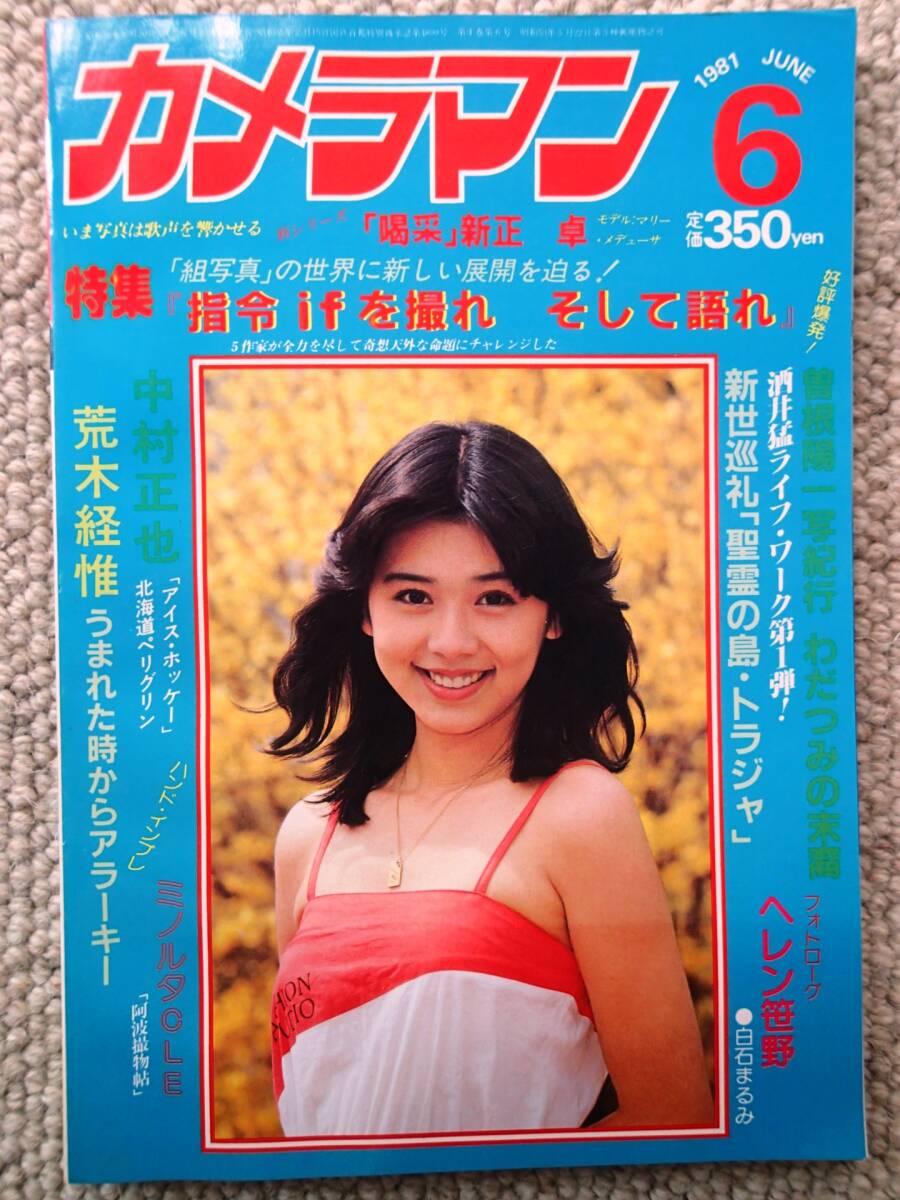 カメラマン
1981 JUNE
6
定価350yen
いま写真は歌声を響かせる
新シリーズ
「喝采」新正 卓
モデル:マリー
・メデューサ
特集
「組写真」の世界に新しい展開を迫る!
『指令 if を撮れ そして語れ』
5作家が全力を尽して奇想天外な命題にチャレンジした
好評爆発!
曽根陽一写紀行 わだつみの末裔
酒井猛ライフ・ワーク第1弾!
新世巡礼「聖霊の島・トラジャ」
フォトローグ
ヘレン笹野
●白石まるみ
中村正也
「アイス・ホッケー」
北海道ペリグリン
荒木経惟 うまれた時からアラーキー
ハンド・インプレ
ミノルタCLE
「阿波撮物帖」